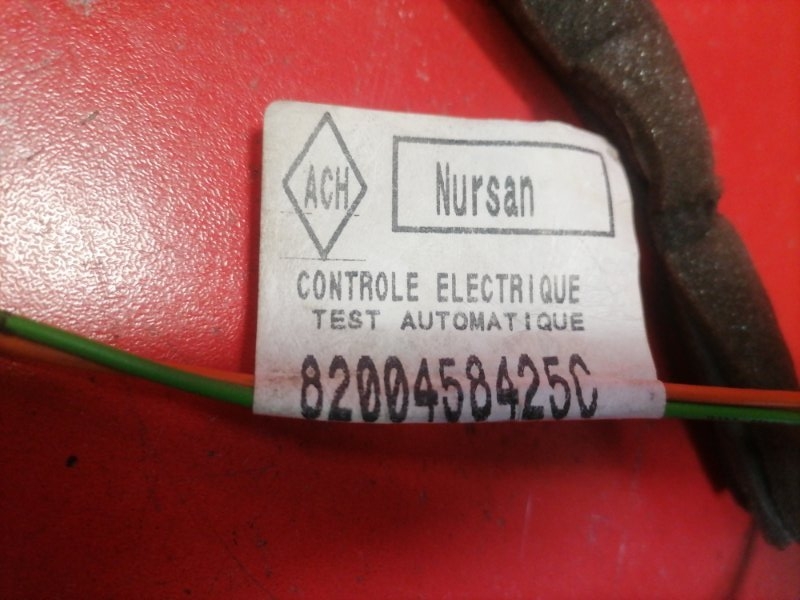 ACH
Nursan
CONTROLE ELECTRIQUE
TEST AUTOMATIQUE
8200458425C